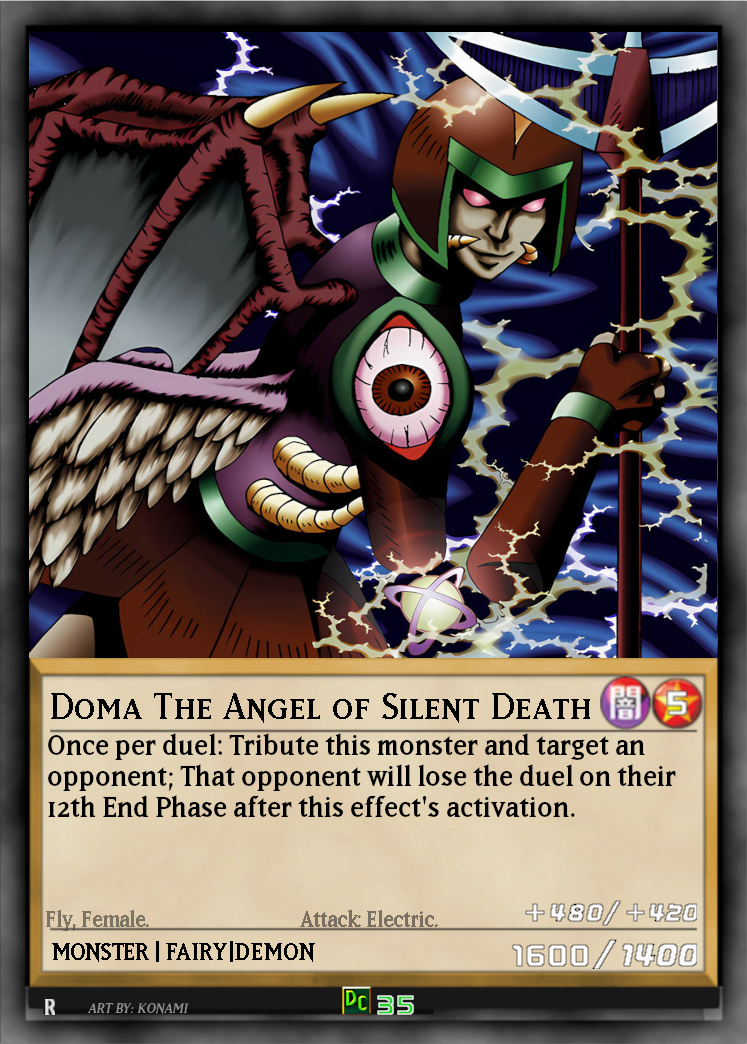 Doma The Angel of Silent Death 闇 5
Once per duel: Tribute this monster and target an
opponent; That opponent will lose the duel on their
12th End Phase after this effect's activation.
Fly, Female. Attack: Electric. +480/+420
MONSTER | FAIRY|DEMON 1600/1400
R ART BY: KONAMI DC 35